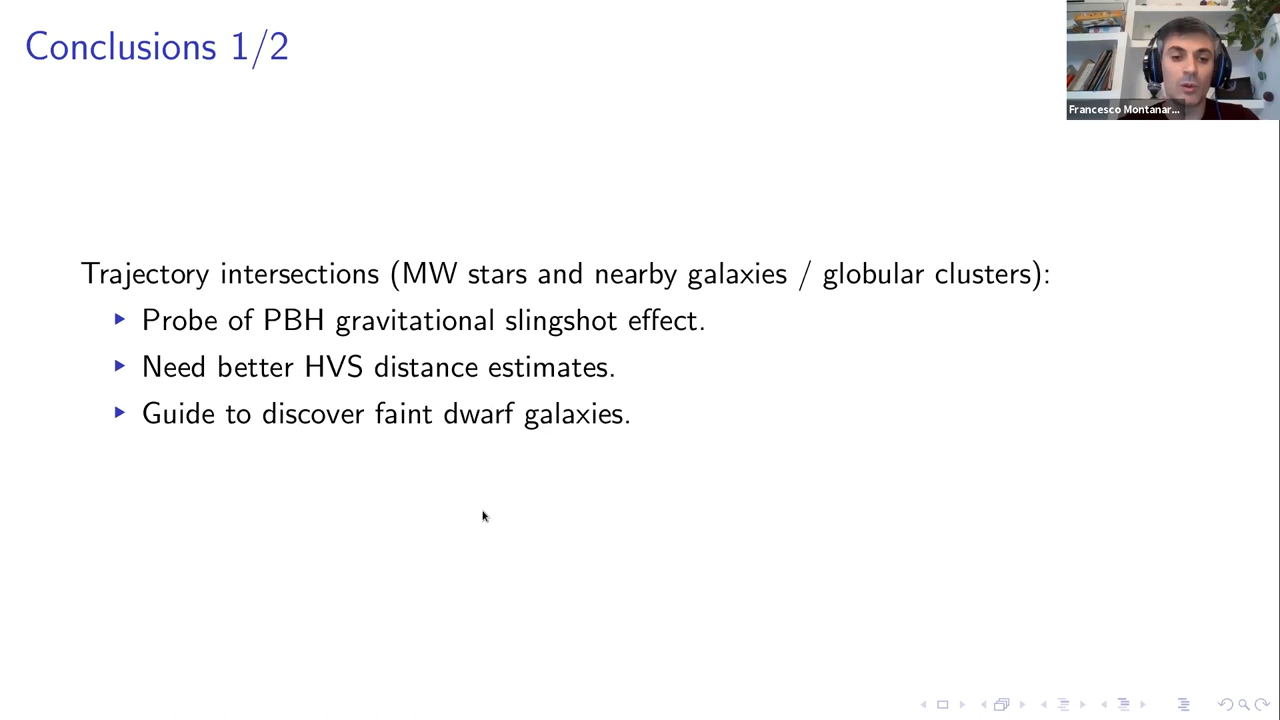 Conclusions 1/2
Francesco Montanar...
Trajectory intersections (MW stars and nearby galaxies / globular clusters):
Probe of PBH gravitational slingshot effect.
Need better HVS distance estimates.
Guide to discover faint dwarf galaxies.